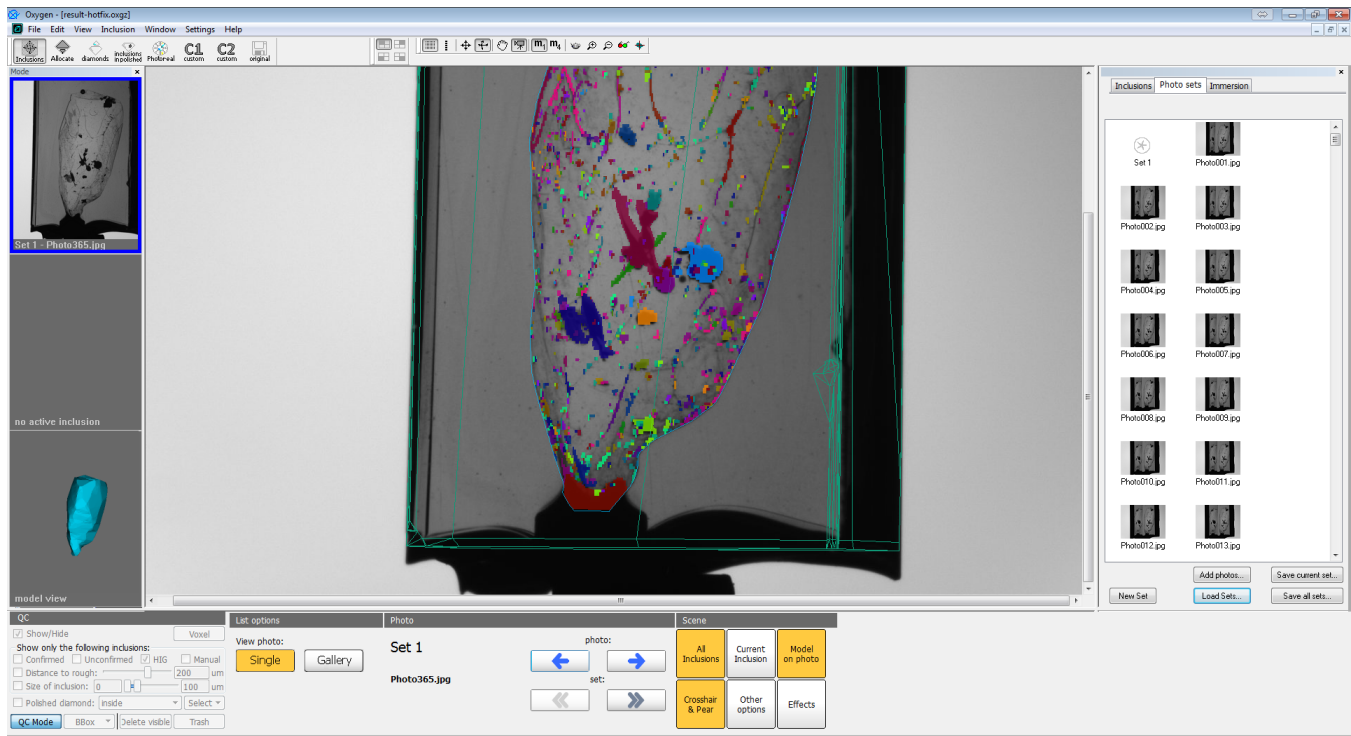 Oxygen - [result-hotfix.oxgz]
File Edit View Inclusion Window Settings Help
Inclusions Allocate diamonds inclusions in polished Photoreal C1 custom C2 custom original
m1 m4
Mode
Set 1 - Photo365.jpg
no active inclusion
model view
Inclusions Photo sets Immersion
Set 1 Photo001.jpg
Photo002.jpg Photo003.jpg
Photo004.jpg Photo005.jpg
Photo006.jpg Photo007.jpg
Photo008.jpg Photo009.jpg
Photo010.jpg Photo011.jpg
Photo012.jpg Photo013.jpg
Add photos... Save current set...
New Set Load Sets... Save all sets...
QC
Show/Hide Voxel
Show only the following inclusions:
Confirmed Unconfirmed HIG Manual
Distance to rough: 200 um
Size of inclusion: 0 100 um
Polished diamond: inside Select
QC Mode BBox Delete visible Trash
List options
View photo:
Single Gallery
Photo
Set 1
photo:
Photo365.jpg
set:
Scene
All Inclusions
Current Inclusion
Model on photo
Crosshair & Pear
Other options
Effects